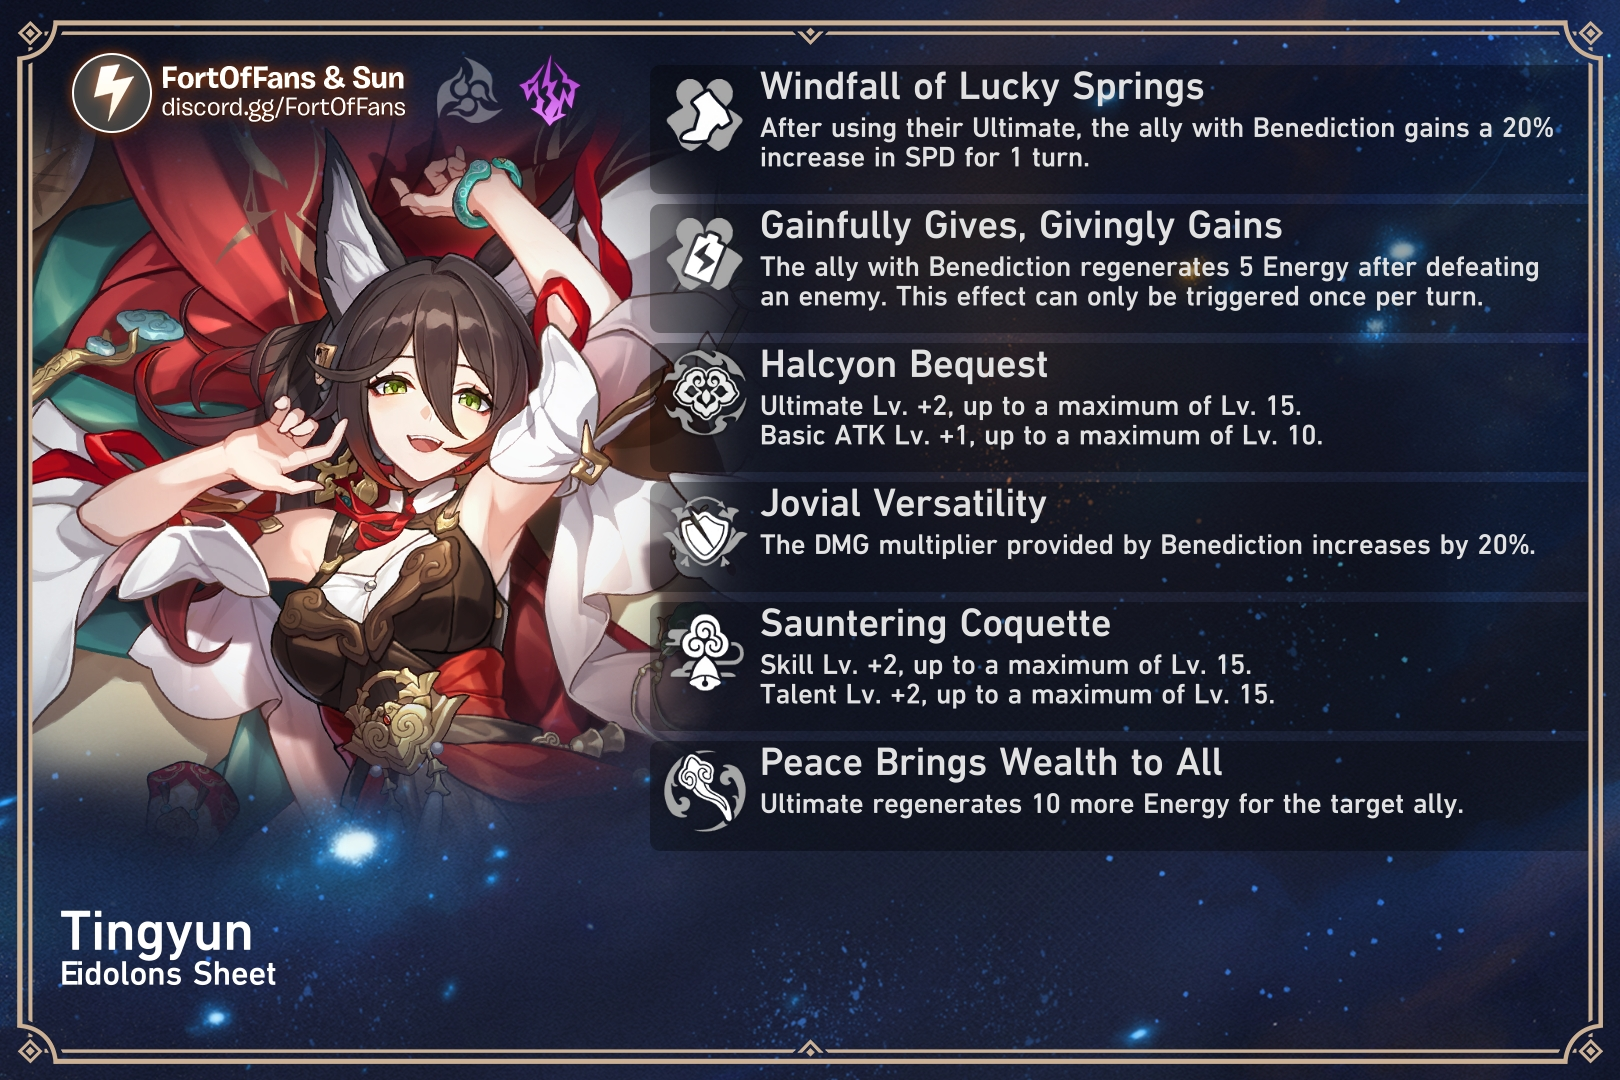 FortOfFans & Sun
discord.gg/FortOfFans
Windfall of Lucky Springs
After using their Ultimate, the ally with Benediction gains a 20%
increase in SPD for 1 turn.
Gainfully Gives, Givingly Gains
The ally with Benediction regenerates 5 Energy after defeating
an enemy. This effect can only be triggered once per turn.
Halcyon Bequest
Ultimate Lv. +2, up to a maximum of Lv. 15.
Basic ATK Lv. +1, up to a maximum of Lv. 10.
Jovial Versatility
The DMG multiplier provided by Benediction increases by 20%.
Sauntering Coquette
Skill Lv. +2, up to a maximum of Lv. 15.
Talent Lv. +2, up to a maximum of Lv. 15.
Peace Brings Wealth to All
Ultimate regenerates 10 more Energy for the target ally.
Tingyun
Eidolons Sheet